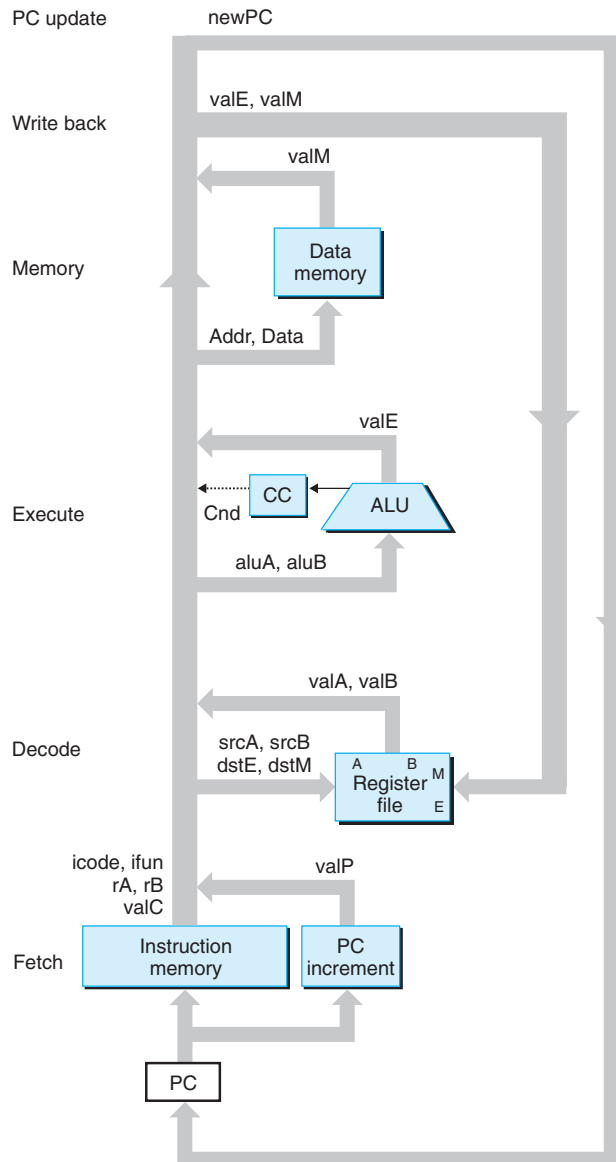 PC update
newPC
valE, valM
Write back
valM
Data
memory
Memory
Addr, Data
valE
CC
ALU
Cnd
Execute
aluA, aluB
valA, valB
Decode
srcA, srcB
dstE, dstM
A
B
M
Register
file
E
icode, ifun
rA, rB
valC
valP
Fetch
Instruction
memory
PC
increment
PC